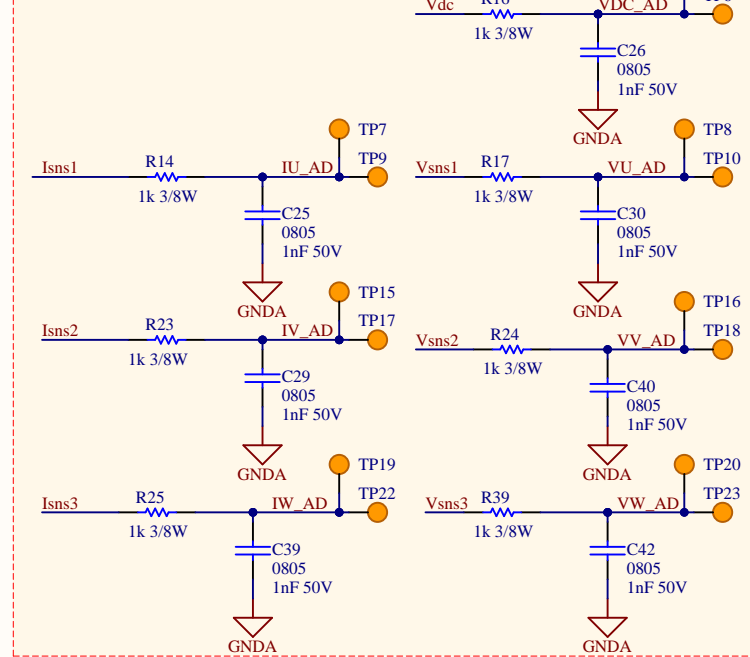 Vdc
VDC_AD
1k 3/8W
C26
0805
1nF 50V
GNDA
TP7
Isns1
R14
IU_AD
TP9
1k 3/8W
C25
0805
1nF 50V
GNDA
TP8
Vsns1
R17
VU_AD
TP10
1k 3/8W
C30
0805
1nF 50V
GNDA
TP15
Isns2
R23
IV_AD
TP17
1k 3/8W
C29
0805
1nF 50V
GNDA
TP16
Vsns2
R24
VV_AD
TP18
1k 3/8W
C40
0805
1nF 50V
GNDA
TP19
Isns3
R25
IW_AD
TP22
1k 3/8W
C39
0805
1nF 50V
GNDA
TP20
Vsns3
R39
VW_AD
TP23
1k 3/8W
C42
0805
1nF 50V
GNDA